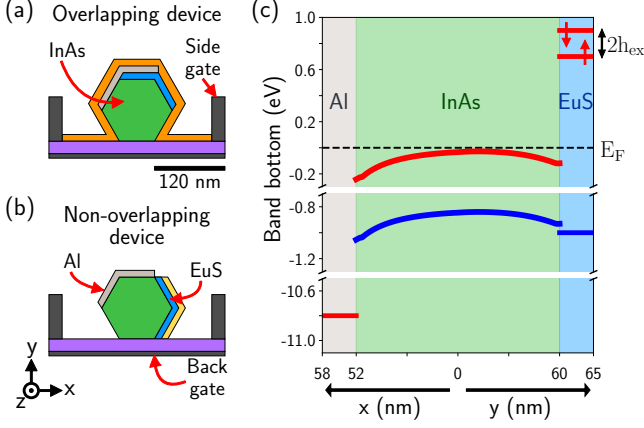 (a)
Overlapping device
InAs
Side
gate
120 nm
(b)
Non-overlapping
device
Al
EuS
Back
gate
y
z
x
(c)
Band bottom (eV)
1.0
0.6
0.2
-0.2
-0.8
-1.2
-10.8
-11.1
Al
InAs
EuS
2hex
EF
58
52
0
60
65
x (nm)
y (nm)